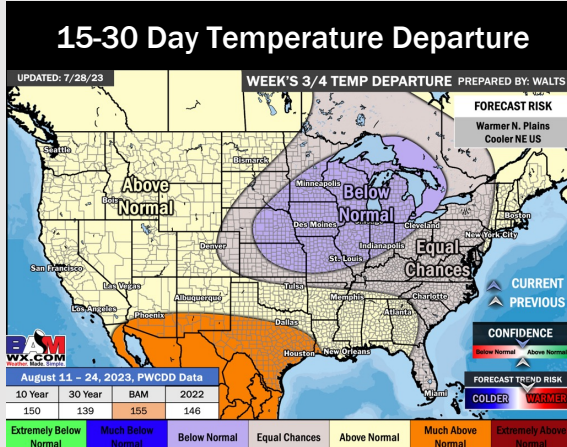 15-30 Day Temperature Departure
UPDATED: 7/28/23
WEEK'S 3/4 TEMP DEPARTURE PREPARED BY: WALTS
FORECAST RISK
Warmer N. Plains
Cooler NE US
Seattle
Bismarck
Minneapolis
Above
Normal
Below
Normal
Bois
Boston
Des Moines
Cleveland
New York City
Denver
Indianapolis
Equal
Chances
St. Louis
San Francisco
Las Vegas
Tulsa
CURRENT
PREVIOUS
Los Angeles
Albuquerque
Memphis
Charlotte
Phoenix
Atlanta
Dallas
CONFIDENCE
Below Normal
Above Normal
BAM
WX.COM
Weather. Made. Simple.
Houston
New Orleans
August 11 – 24, 2023, PWCDD Data
FORECAST TREND RISK
COLDER
WARMER
10 Year 30 Year BAM 2022
150 139 155 146
Miami
Extremely Below Normal
Much Below Normal
Below Normal
Equal Chances
Above Normal
Much Above Normal
Extremely Above Normal